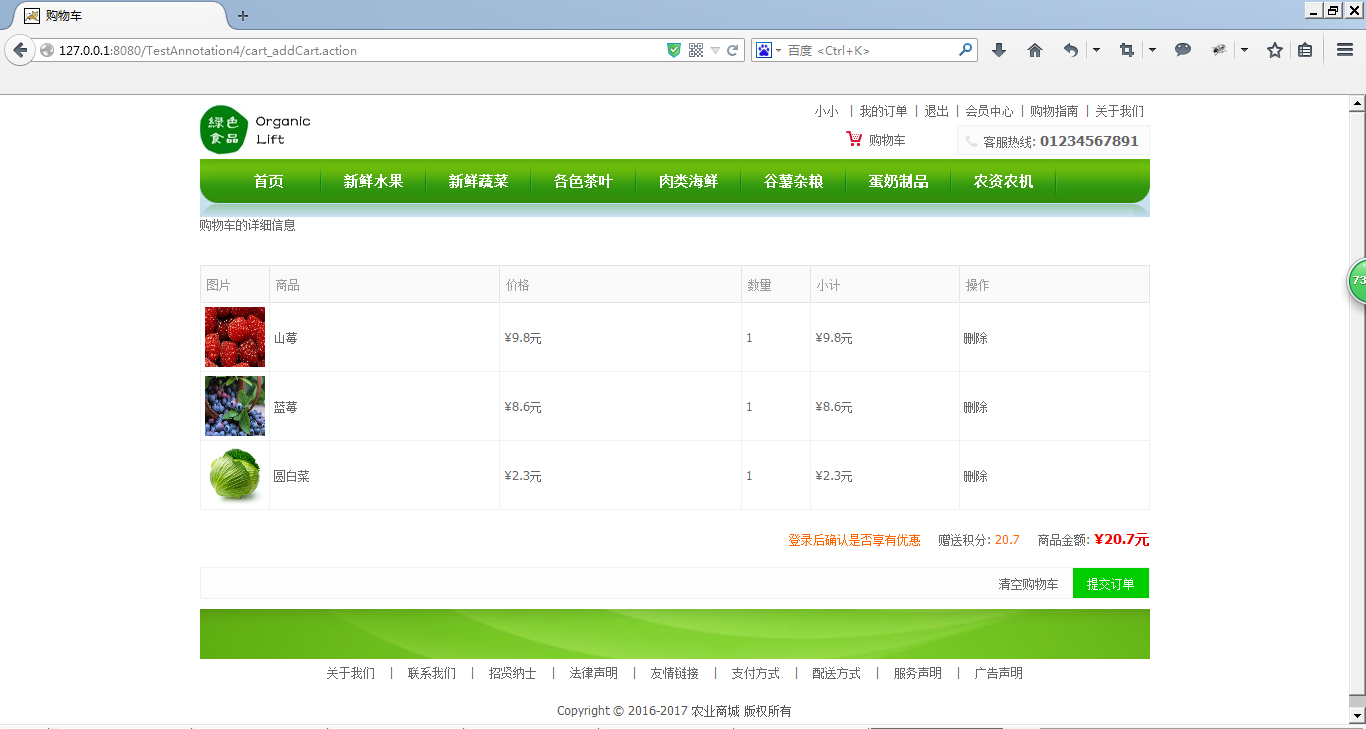 购物车
127.0.0.1:8080/TestAnnotation4/cart_addCart.action
百度 <Ctrl+K>
小小 | 我的订单 | 退出 | 会员中心 | 购物指南 | 关于我们
綠色食品
Organic Lift
购物车
客服热线: 01234567891
首页 新鲜水果 新鲜蔬菜 各色茶叶 肉类海鲜 谷薯杂粮 蛋奶制品 农资农机
购物车的详细信息
图片 商品 价格 数量 小计 操作
山莓 ¥9.8元 1 ¥9.8元 删除
蓝莓 ¥8.6元 1 ¥8.6元 删除
圆白菜 ¥2.3元 1 ¥2.3元 删除
登录后确认是否享有优惠 赠送积分: 20.7 商品金额: ¥20.7元
清空购物车 提交订单
关于我们 | 联系我们 | 招贤纳士 | 法律声明 | 友情链接 | 支付方式 | 配送方式 | 服务声明 | 广告声明
Copyright © 2016-2017 农业商城 版权所有